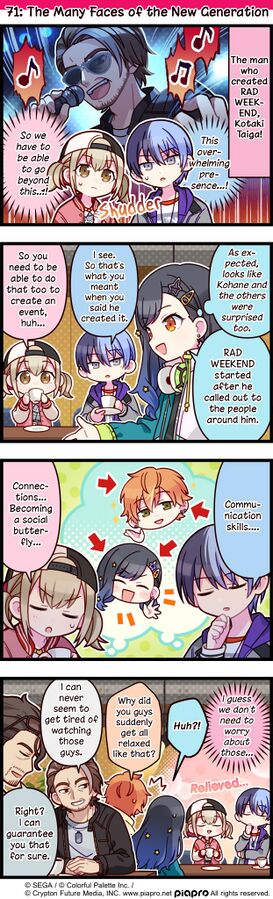 71: The Many Faces of the New Generation
The man
who
created
RAD
WEEK-
END,
Kotaki
Taiga!
So we
have to
be able
to go
beyond
this...!
This
over-
whelming
pre-
sence...!
Shudder
As ex-
pected,
looks like
Kohane and
the others
were
surprised
too.
I see.
So that's
what you
meant
when you
said he
created it.
So you
need to be
able to do
that too to
create an
event,
huh...
RAD
WEEKEND
started
after he
called out to
the people
around him.
Commu-
nication
skills....
Connec-
tions...
Becoming
a social
butter-
fly...
I guess
we don't
need to
worry
about
those...
Huh?!
Why did
you guys
suddenly
get all
relaxed
like that?
Relieved...
I can
never
seem to
get tired of
watching
those
guys.
Right?
I can
guarantee
you that
for sure.
© SEGA / © Colorful Palette Inc. /
© Crypton Future Media, INC. www.piapro.net piapro All rights reserved.